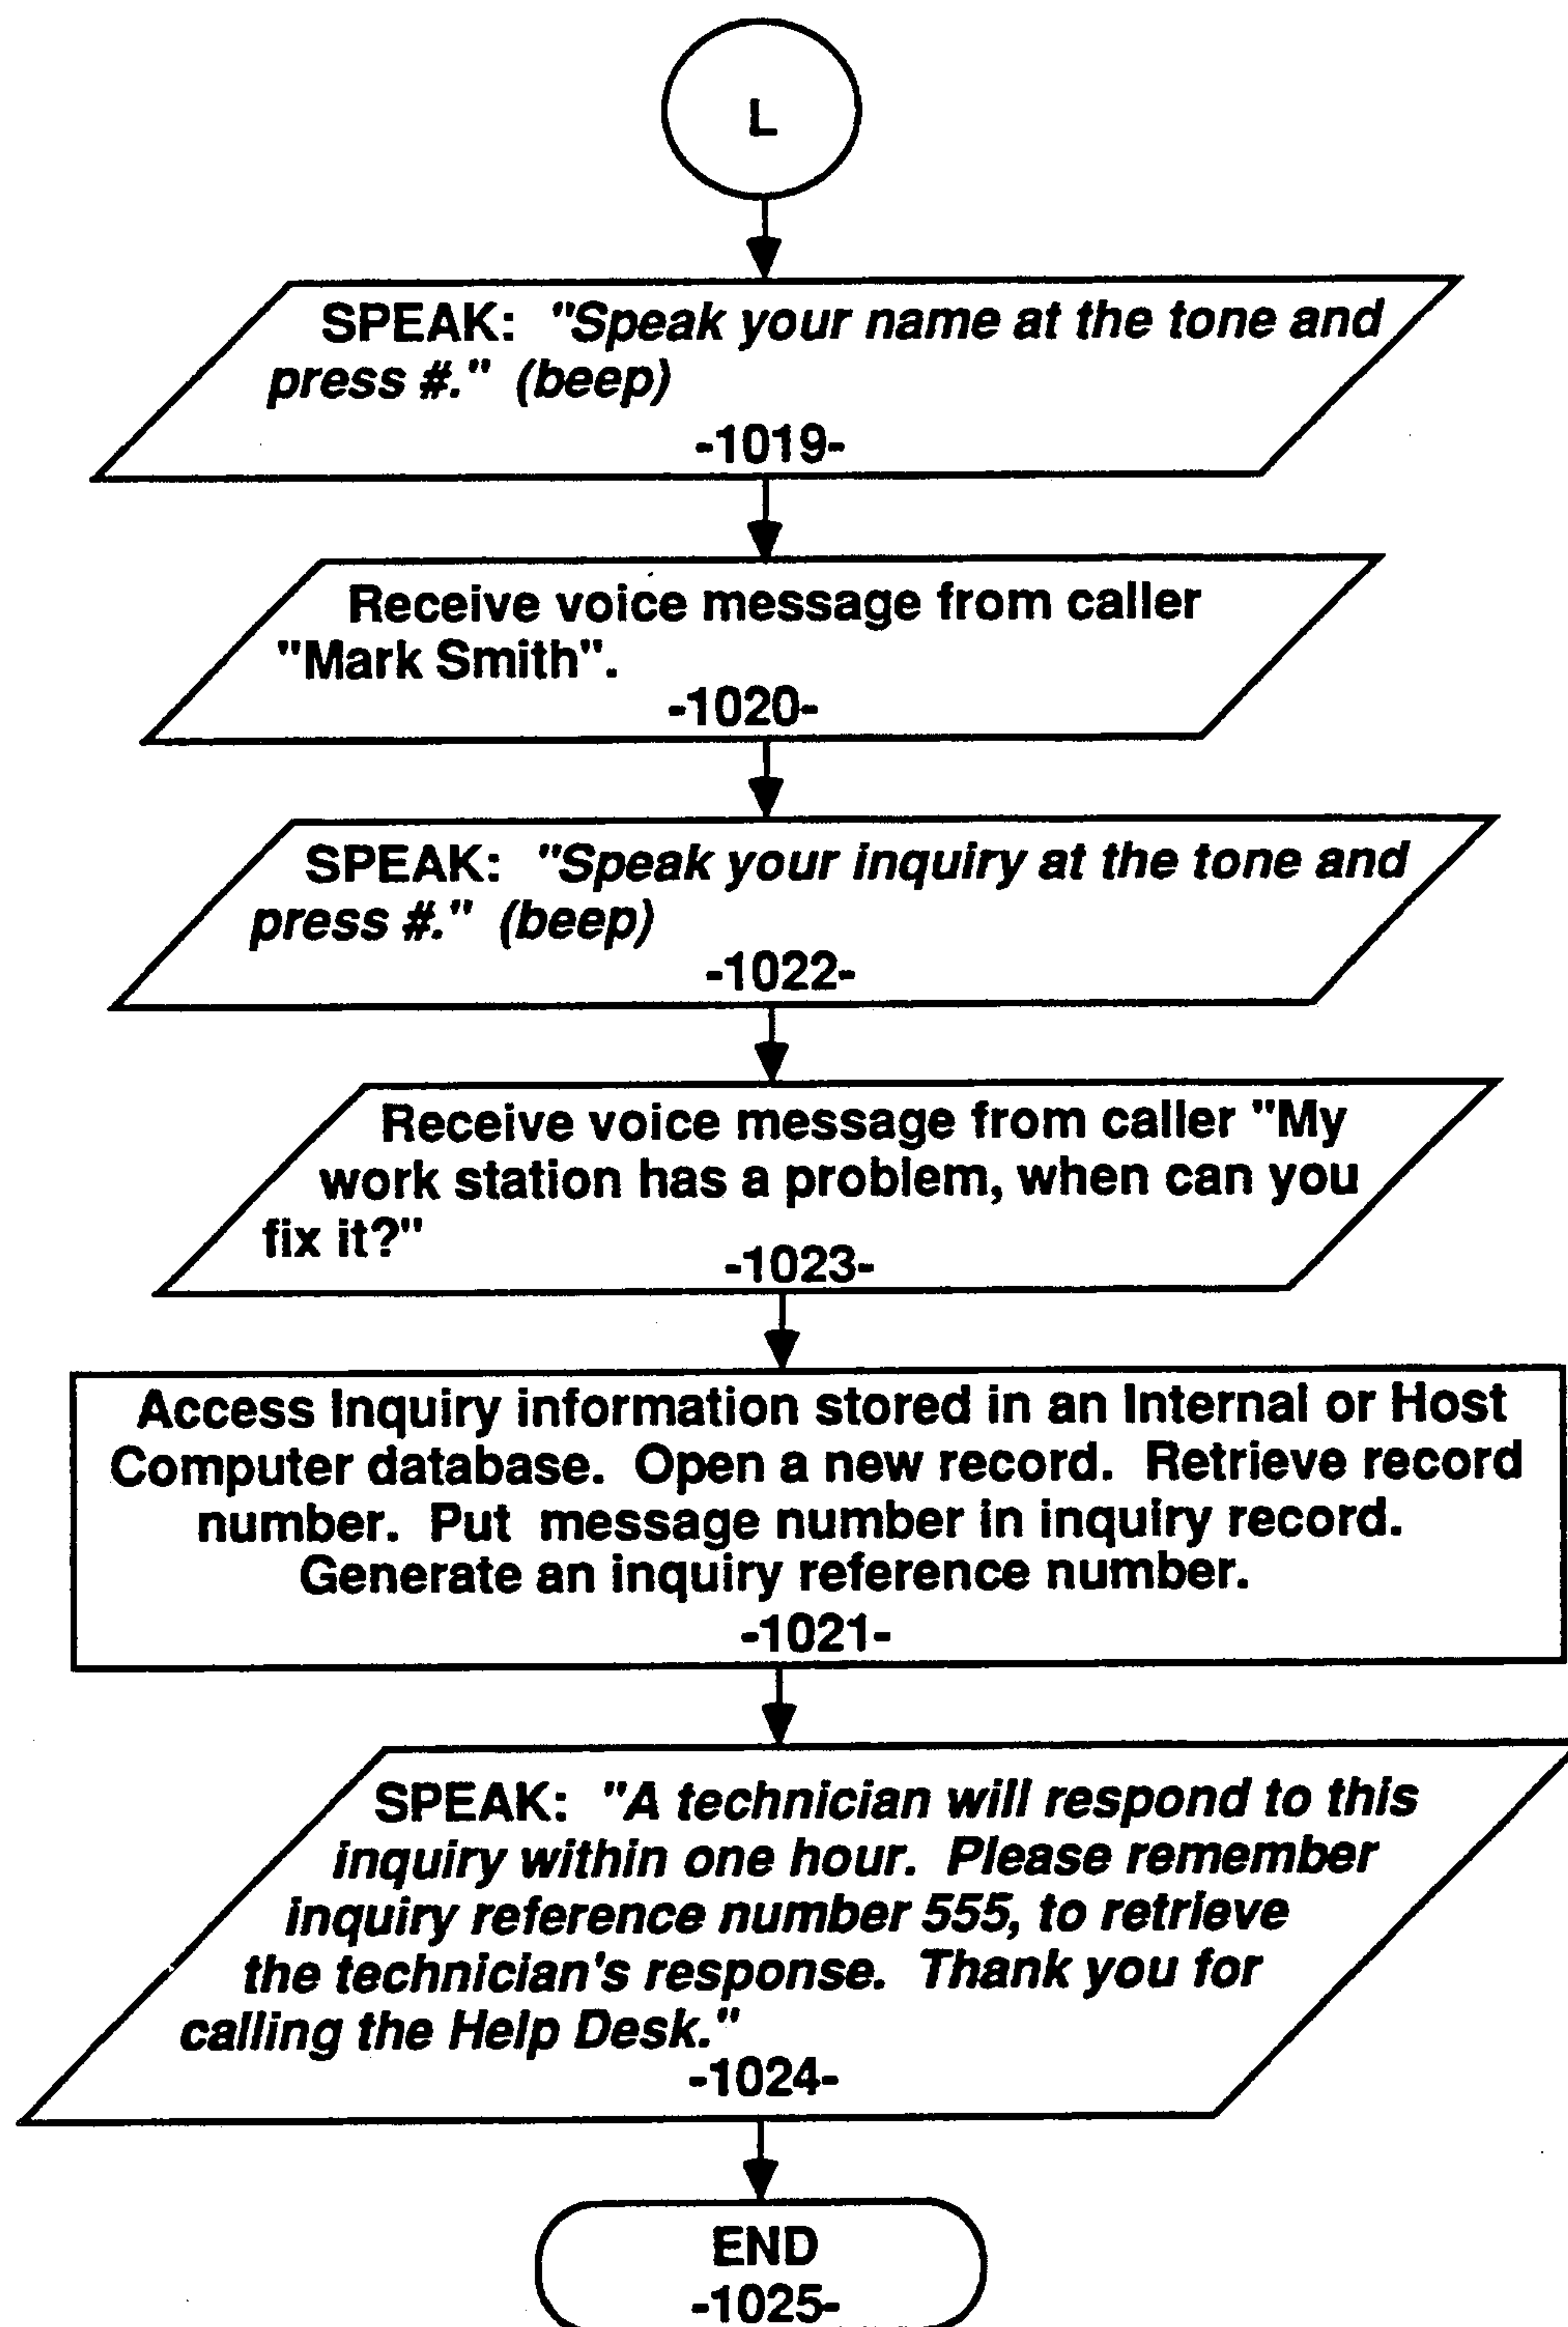 L
SPEAK: "Speak your name at the tone and
press #." (beep)
-1019-
Receive voice message from caller
"Mark Smith".
-1020-
SPEAK: "Speak your inquiry at the tone and
press #." (beep)
-1022-
Receive voice message from caller "My
work station has a problem, when can you
fix it?"
-1023-
Access Inquiry information stored in an Internal or Host
Computer database. Open a new record. Retrieve record
number. Put message number in inquiry record.
Generate an inquiry reference number.
-1021-
SPEAK: "A technician will respond to this
inquiry within one hour. Please remember
inquiry reference number 555, to retrieve
the technician's response. Thank you for
calling the Help Desk."
-1024-
END
-1025-